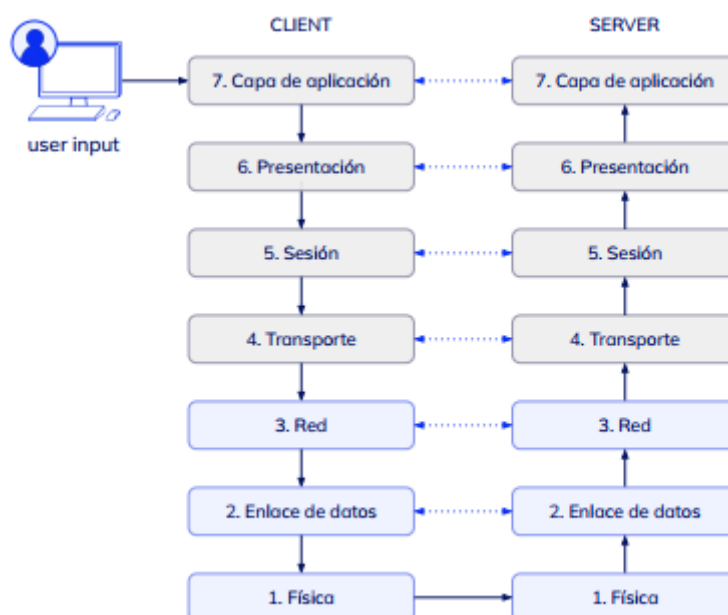 CLIENT
SERVER
7. Capa de aplicación
7. Capa de aplicación
user input
6. Presentación
6. Presentación
5. Sesión
5. Sesión
4. Transporte
4. Transporte
3. Red
3. Red
2. Enlace de datos
2. Enlace de datos
1. Física
1. Física